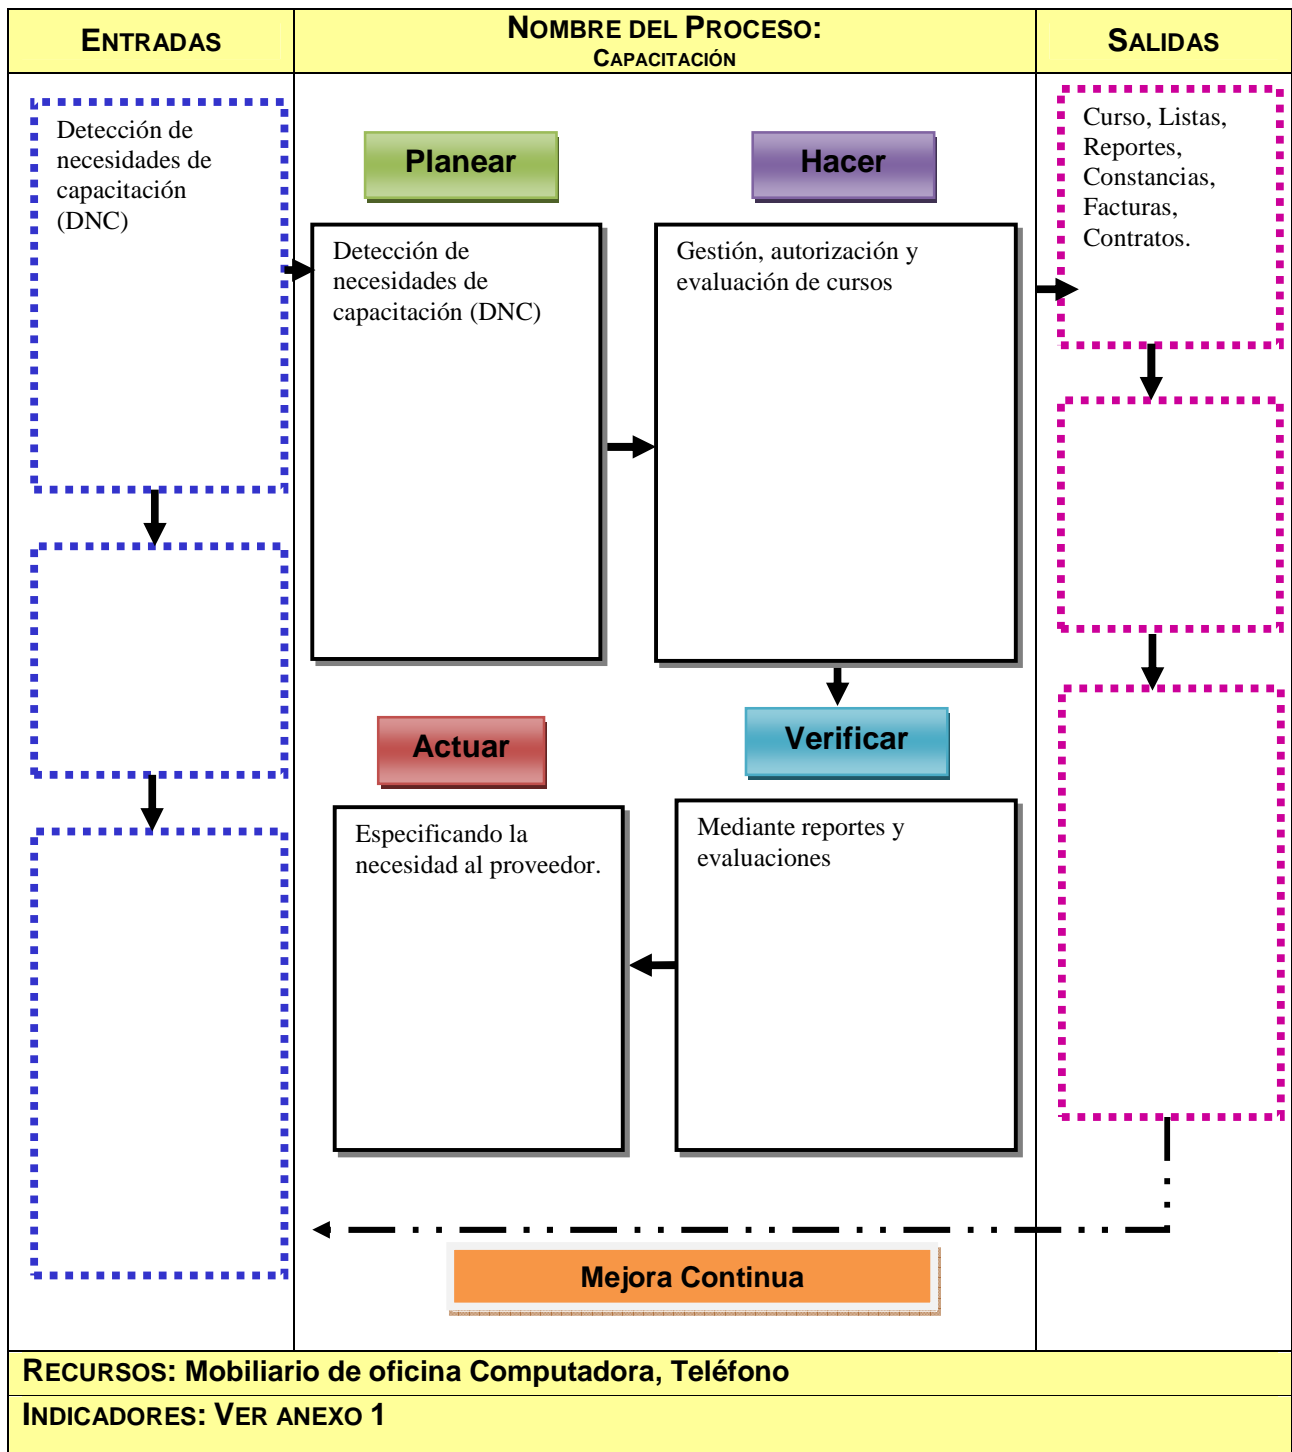 ENTRADAS
NOMBRE DEL PROCESO:
CAPACITACIÓN
SALIDAS
Detección de
necesidades de
capacitación
(DNC)
Planear
Detección de
necesidades de
capacitación (DNC)
Hacer
Gestión, autorización y
evaluación de cursos
Curso, Listas,
Reportes,
Constancias,
Facturas,
Contratos.
Actuar
Especificando la
necesidad al proveedor.
Verificar
Mediante reportes y
evaluaciones
Mejora Continua
RECURSOS: Mobiliario de oficina Computadora, Teléfono
INDICADORES: VER ANEXO 1